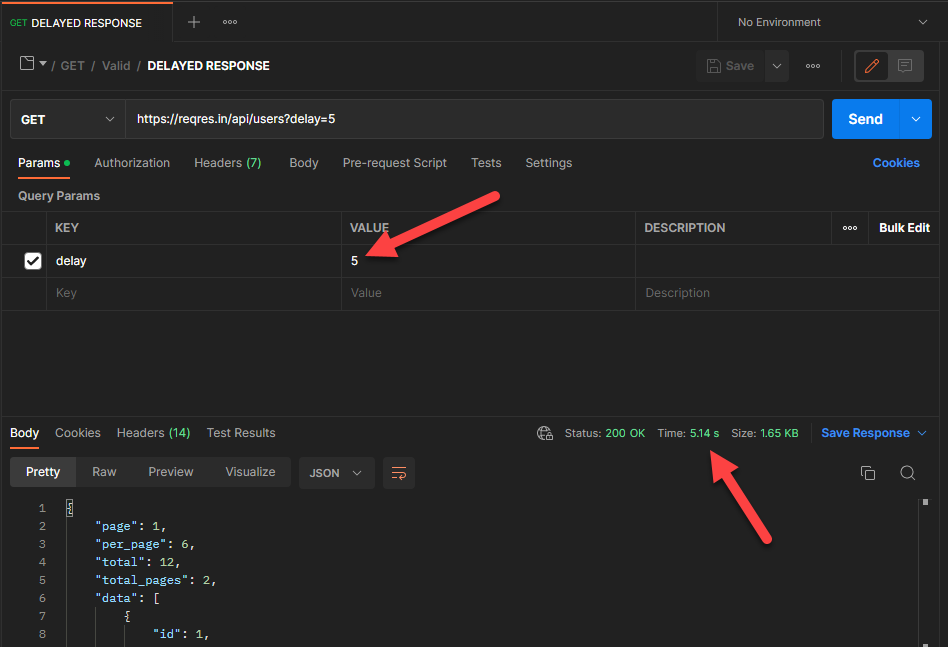 GET DELAYED RESPONSE
No Environment
/ GET / Valid / DELAYED RESPONSE
Save
GET https://reqres.in/api/users?delay=5 Send
Params Authorization Headers (7) Body Pre-request Script Tests Settings Cookies
Query Params
KEY VALUE DESCRIPTION Bulk Edit
delay 5
Key Value Description
Body Cookies Headers (14) Test Results Status: 200 OK Time: 5.14 s Size: 1.65 KB Save Response
Pretty Raw Preview Visualize JSON
1 {
2 "page": 1,
3 "per_page": 6,
4 "total": 12,
5 "total_pages": 2,
6 "data": [
7 {
8 "id": 1,